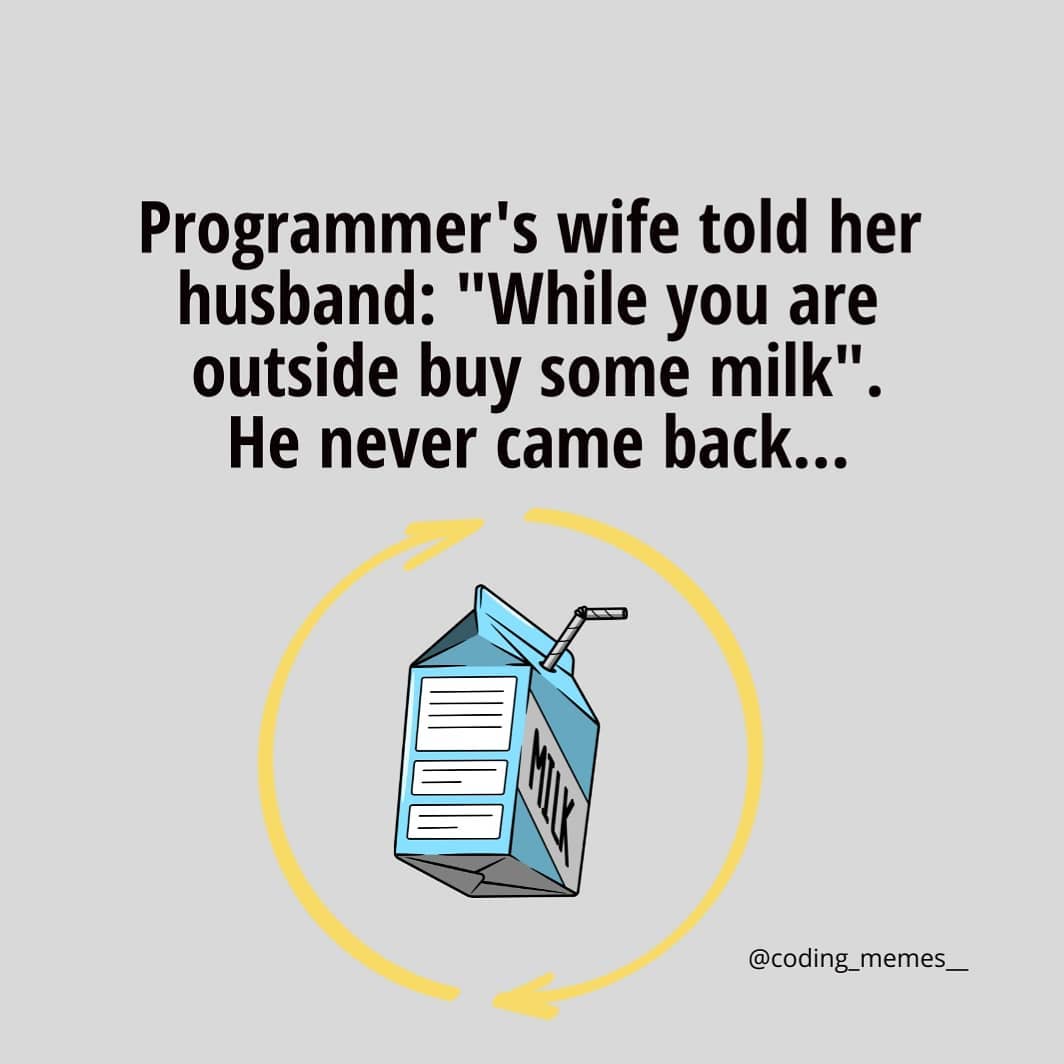 Programmer's wife told her
husband: "While you are
outside buy some milk".
He never came back...
MILK
@coding_memes__